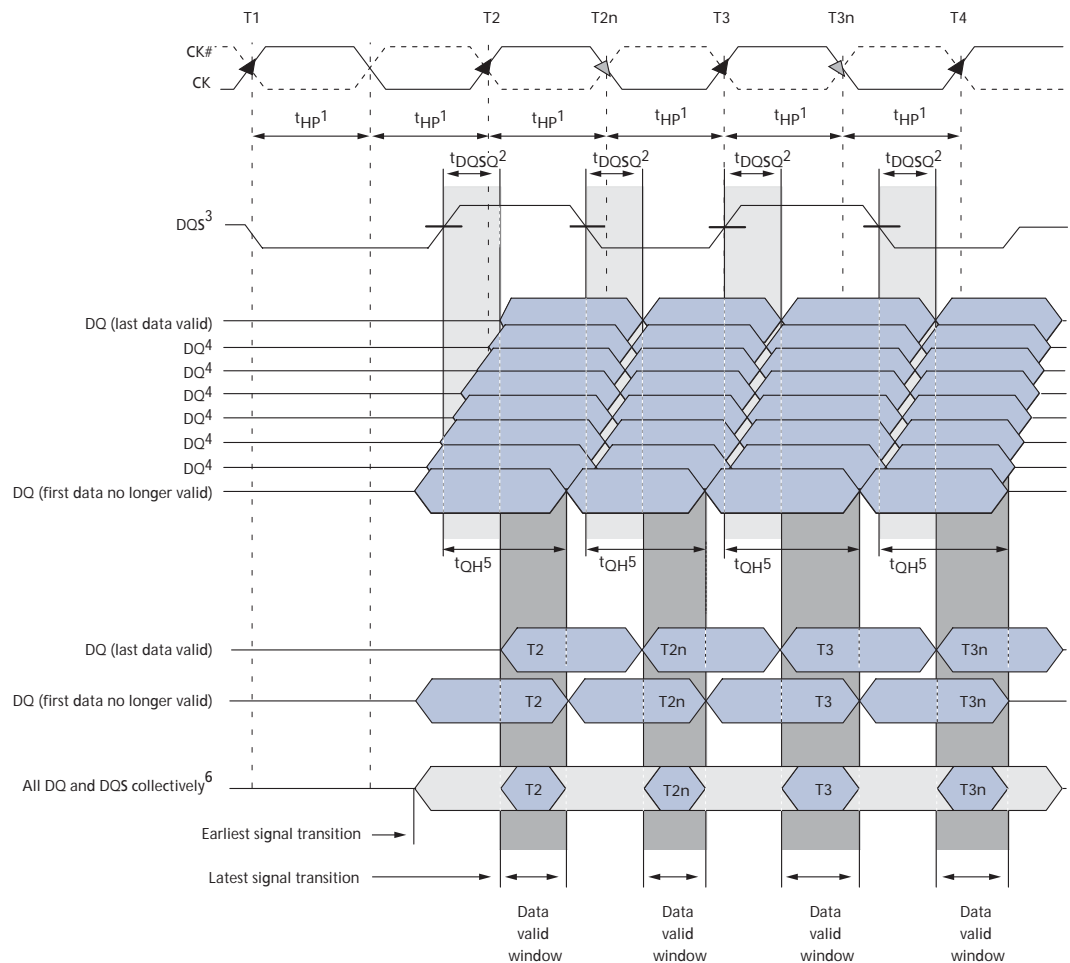 T1 T2 T2n T3 T3n T4
CK#
CK
tHP1 tHP1 tHP1 tHP1 tHP1 tHP1
tDQSQ2 tDQSQ2 tDQSQ2 tDQSQ2
DQS3
DQ (last data valid)
DQ4
DQ4
DQ4
DQ4
DQ4
DQ4
DQ (first data no longer valid)
tQH5 tQH5 tQH5 tQH5
DQ (last data valid) T2 T2n T3 T3n
DQ (first data no longer valid) T2 T2n T3 T3n
All DQ and DQS collectively6 T2 T2n T3 T3n
Earliest signal transition
Latest signal transition
Data Data Data Data
valid valid valid valid
window window window window